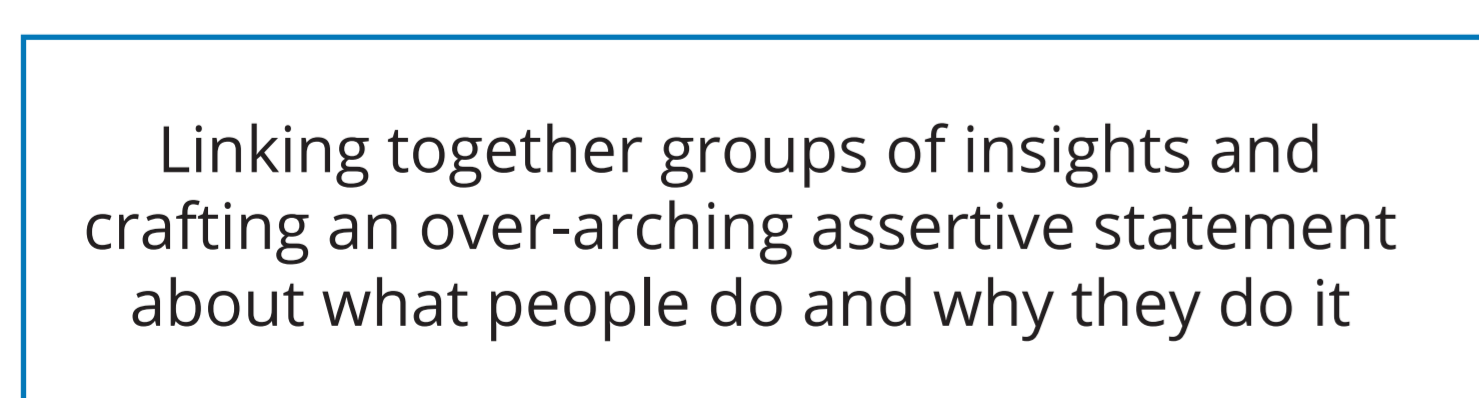 Linking together groups of insights and
crafting an over-arching assertive statement
about what people do and why they do it